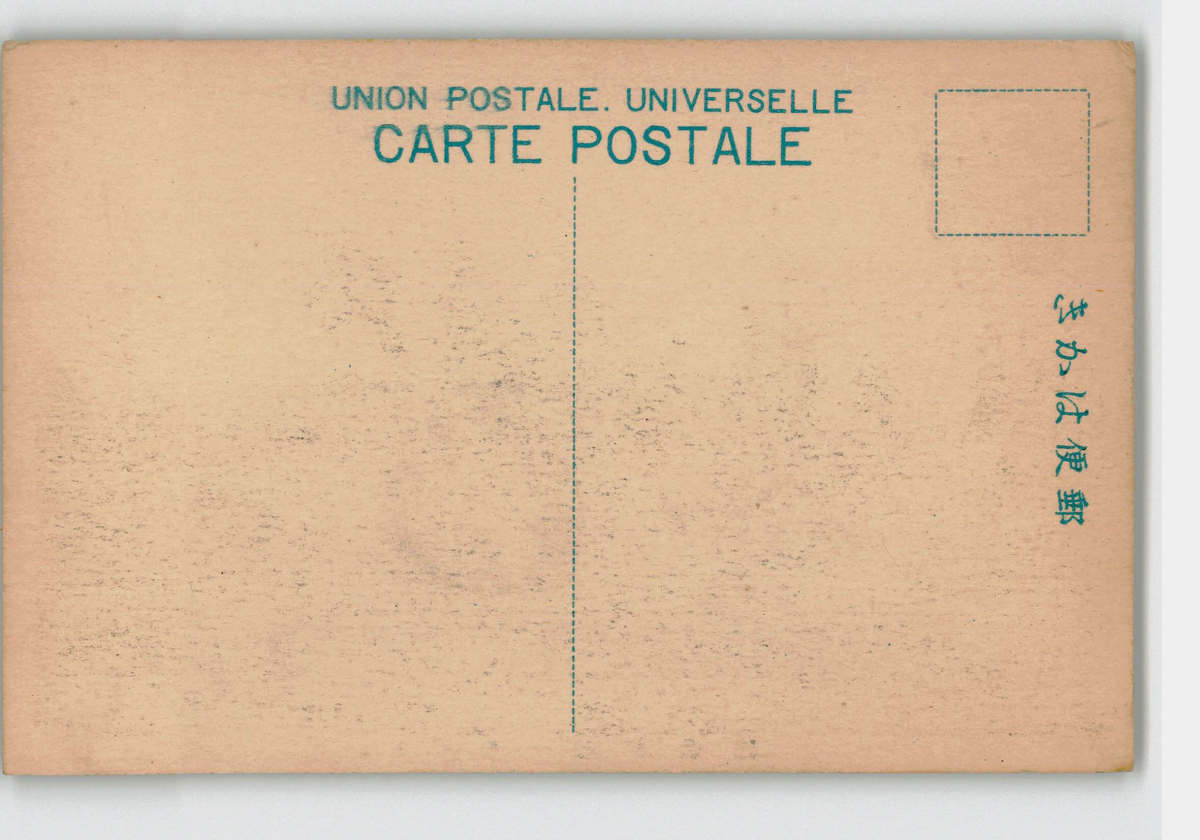 UNION POSTALE. UNIVERSELLE
CARTE POSTALE
郵便はかき